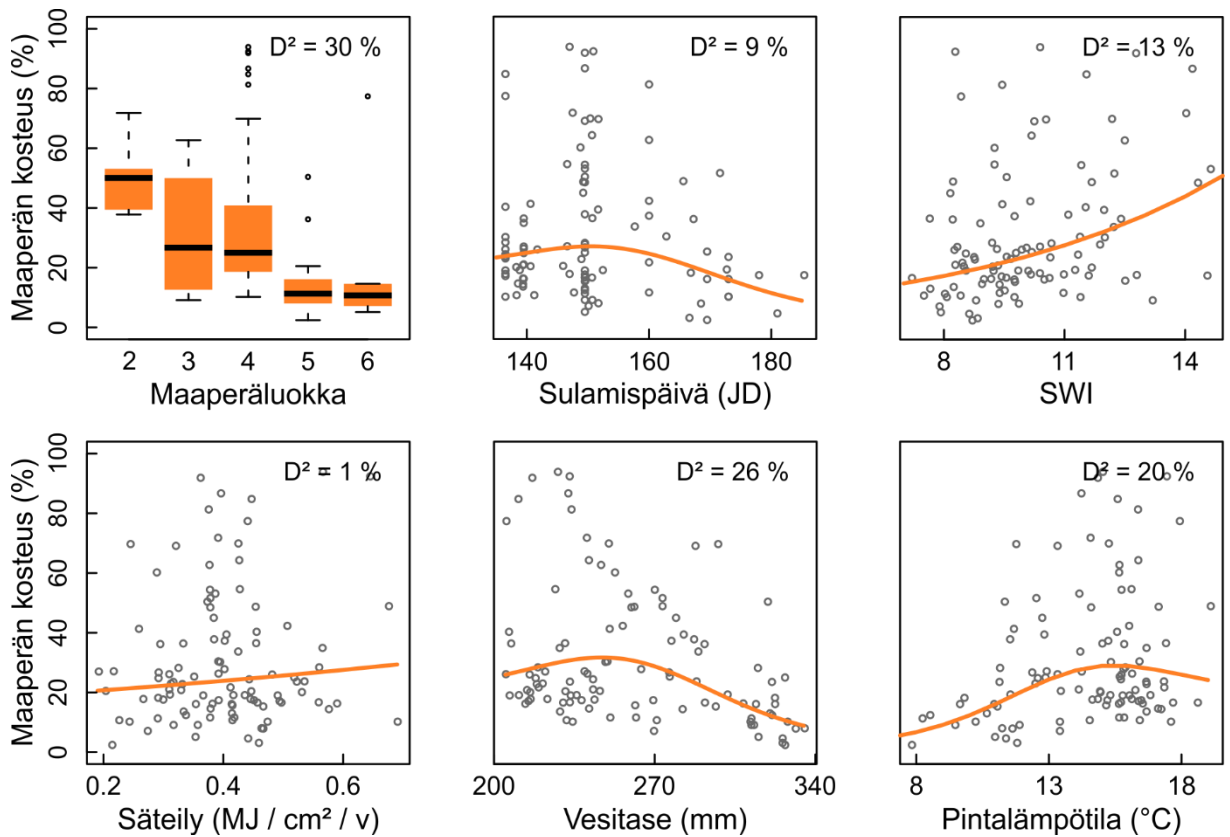 Maaperän kosteus (%)
0 20 40 60 80 100
D² = 30 %
2 3 4 5 6
Maaperäluokka
D² = 9 %
140 160 180
Sulamispäivä (JD)
D² = 13 %
8 11 14
SWI
Maaperän kosteus (%)
0 20 40 60 80 100
D² = 1 %
0.2 0.4 0.6
Säteily (MJ / cm² / v)
D² = 26 %
200 270 340
Vesitase (mm)
D² = 20 %
8 13 18
Pintalämpötila (°C)